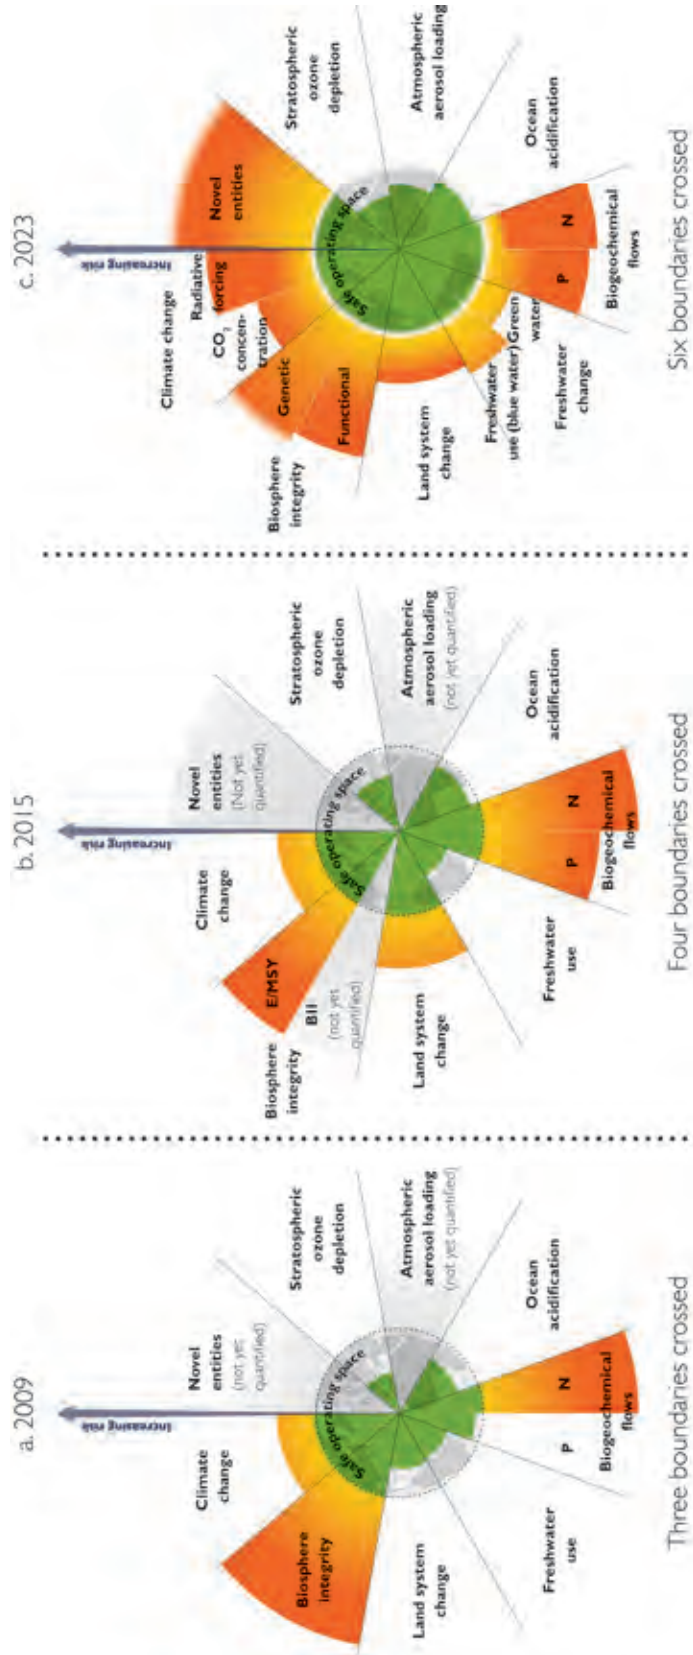 a. 2009
Increasing risk
Climate
change
Novel
entities
(not yet
quantified)
Stratospheric
ozone
depletion
Atmospheric
aerosol loading
(not yet quantified)
Ocean
acidification
N
P
Biogeochemical
flows
Freshwater
use
Land system
change
Biosphere
integrity
Safe operating space
Three boundaries crossed
b.2015
Increasing risk
Climate
change
Novel
entities
(Not yet
quantified)
Stratospheric
ozone
depletion
Atmospheric
aerosol loading
(not yet quantified)
Ocean
acidification
N
P
Biogeochemical
flows
Freshwater
use
Land system
change
BII
(not yet
quantified)
E/MSY
Biosphere
integrity
Safe operating space
Four boundaries crossed
c. 2023
Increasing risk
Climate change
Radiative
forcing
CO2
concen-
tration
Novel
entities
Stratospheric
ozone
depletion
Atmospheric
aerosol loading
Ocean
acidification
N
P
Biogeochemical
flows
Green
water
Freshwater
use (blue water)
Freshwater
change
Land system
change
Functional
Genetic
Biosphere
integrity
Safe operating space
Six boundaries crossed